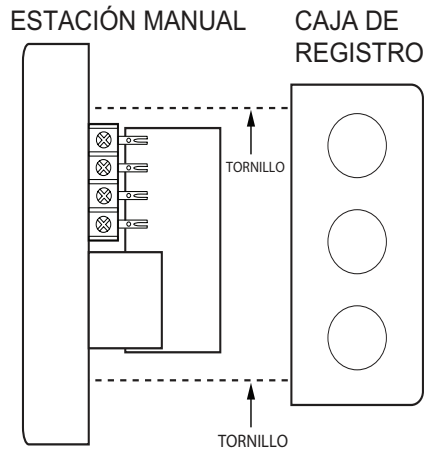 ESTACIÓN MANUAL
CAJA DE
REGISTRO
TORNILLO
TORNILLO